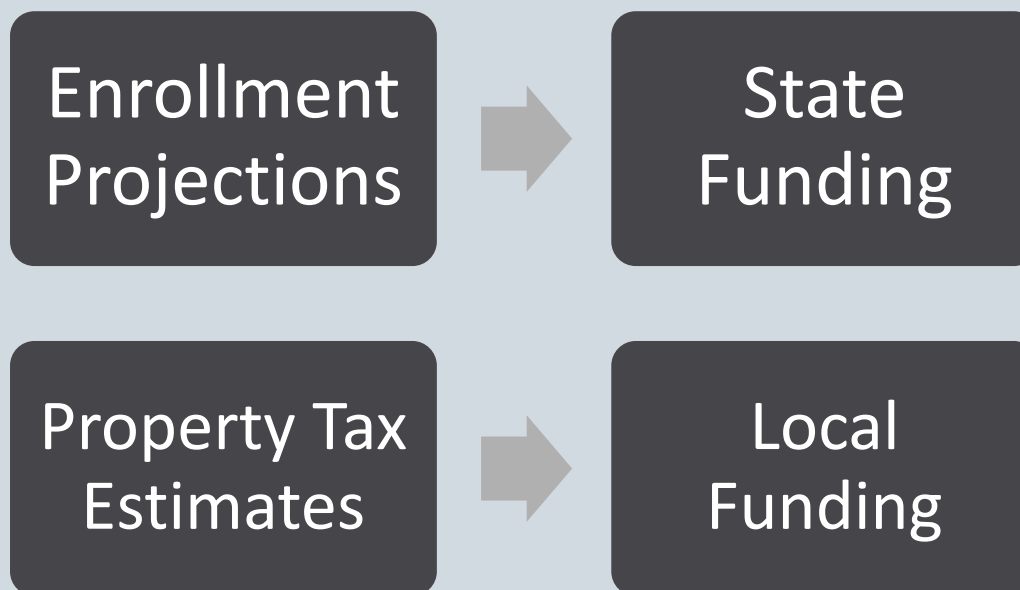 Enrollment
Projections
State
Funding
Property Tax
Estimates
Local
Funding